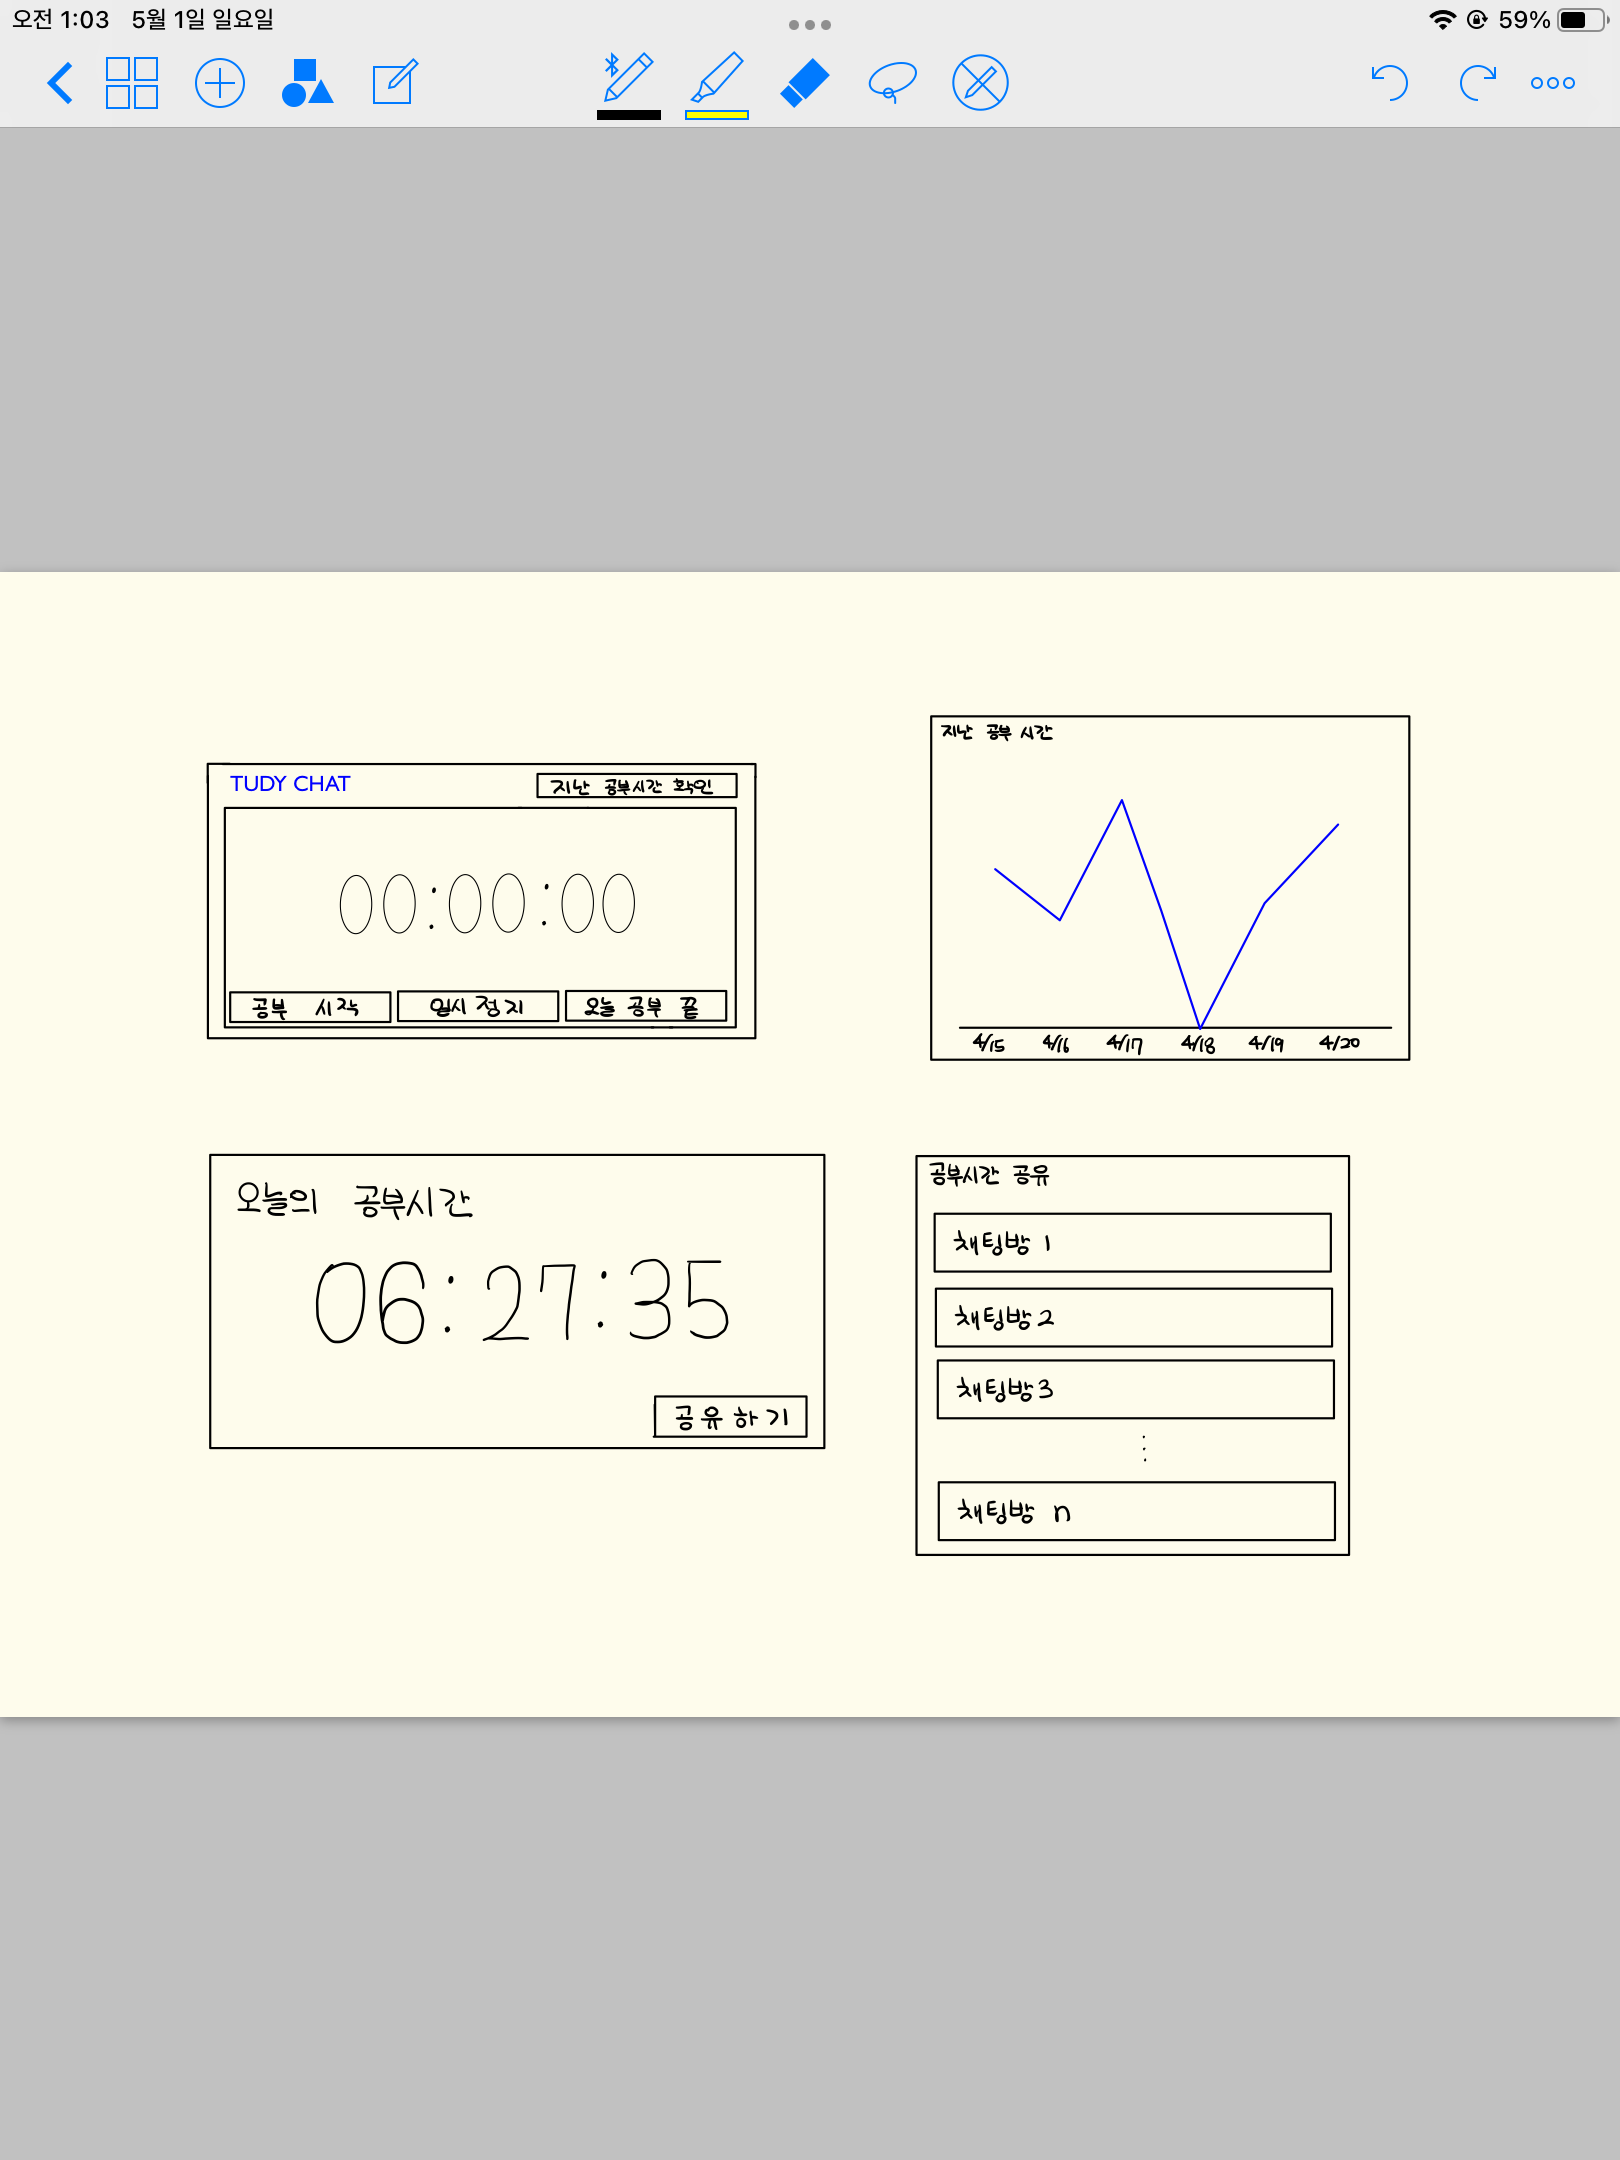 오전 1:03 5월 1일 일요일 59%
TUDY CHAT
지난 공부시간 확인
00:00:00
공부 시작
일시 정지
오늘 공부 끝
지난 공부 시간
4/15 4/16 4/17 4/18 4/19 4/20
오늘의 공부시간
06:27:35
공유하기
공부시간 공유
채팅방 1
채팅방 2
채팅방 3
⋮
채팅방 n